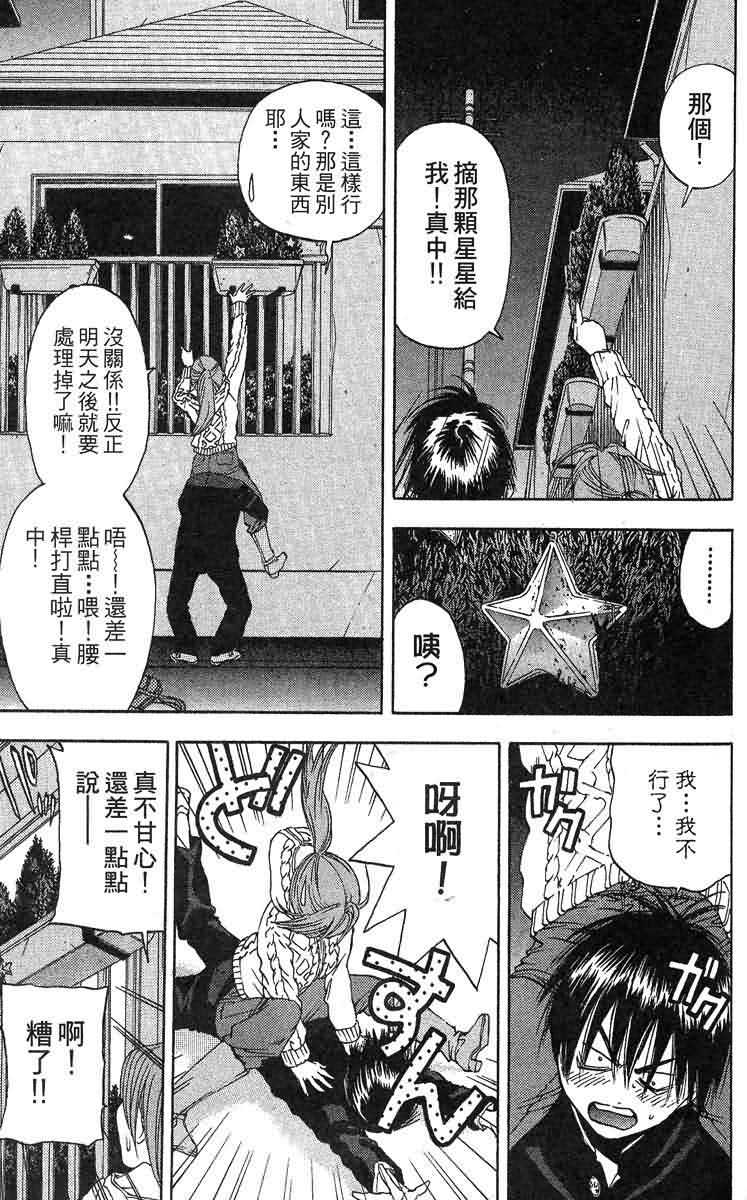 那個！
摘那顆星星給
我！真中!!
………
咦？
這…這樣行
嗎？那是別
人家的東西
耶…
沒關係!!反正
明天之後就要
處理掉了嘛！
唔～！還差一
點點…喂！腰
桿打直啦！真
中！
我…我不
行了…
ガク
ガク
呀啊！
どど
すん
真不甘心！
還差一點點
說——
啊！
糟了!!